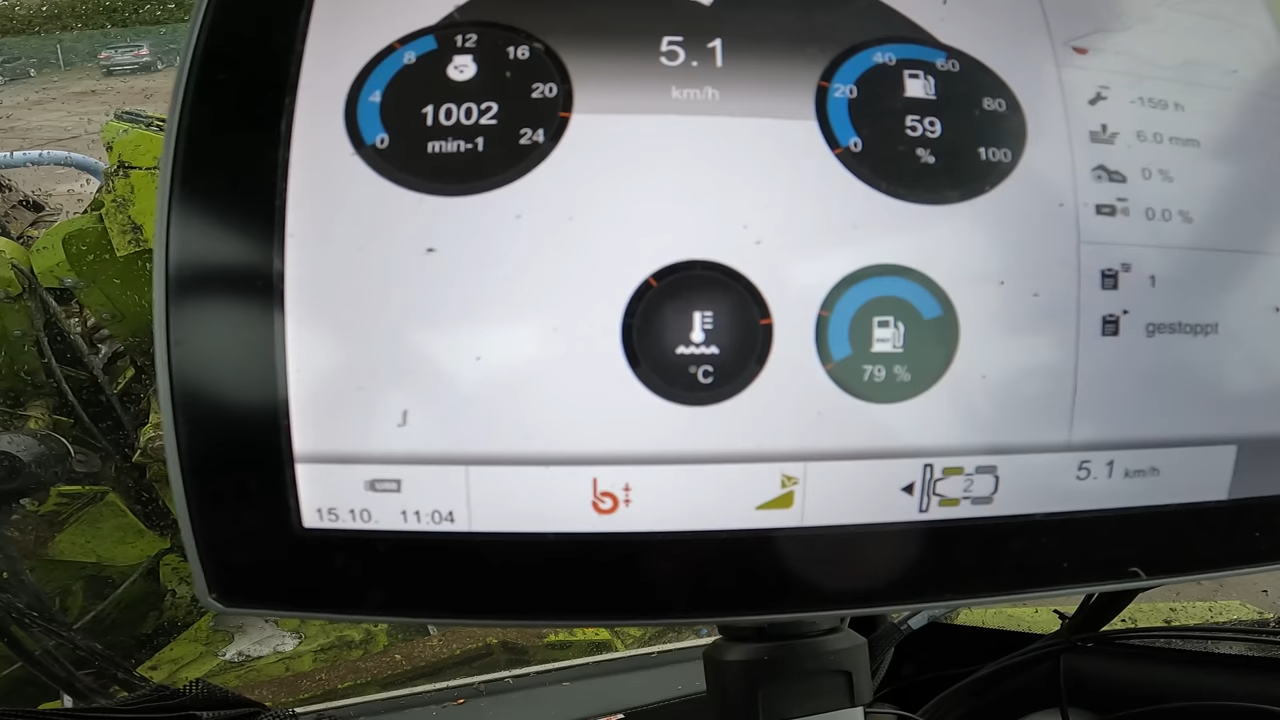 12
8 16
4 20
0 24
1002
min-1
5.1
km/h
40 60
20 80
0 100
59
%
-159 h
6.0 mm
0 %
0.0 %
1
gestoppt
°C
79 %
15.10. 11:04
2
5.1 km/h